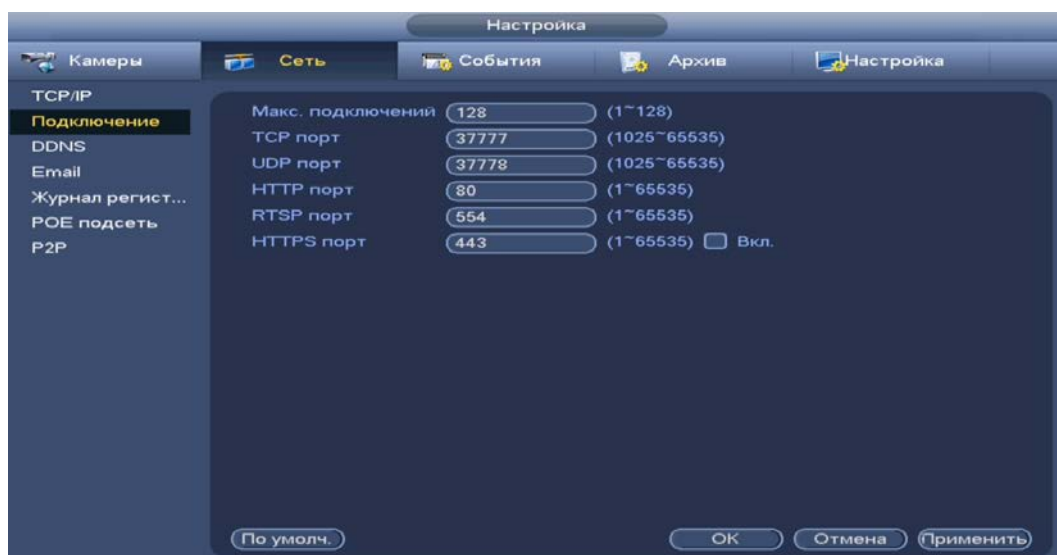 Настройка
Камеры Сеть События Архив Настройка
TCP/IP
Подключение
DDNS
Email
Журнал регист...
POE подсеть
P2P
Макс. подключений 128 (1~128)
TCP порт 37777 (1025~65535)
UDP порт 37778 (1025~65535)
HTTP порт 80 (1~65535)
RTSP порт 554 (1~65535)
HTTPS порт 443 (1~65535) Вкл.
По умолч. OK Отмена Применить